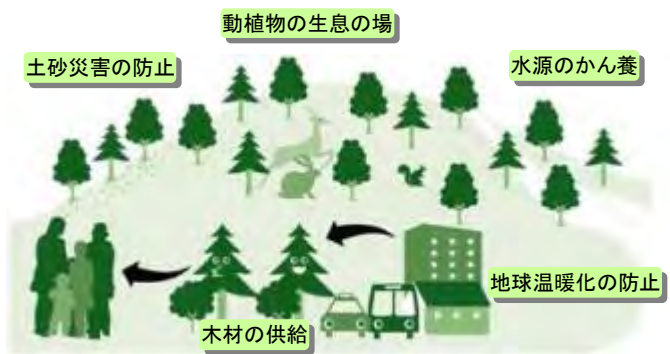 動植物の生息の場
土砂災害の防止
水源のかん養
地球温暖化の防止
木材の供給